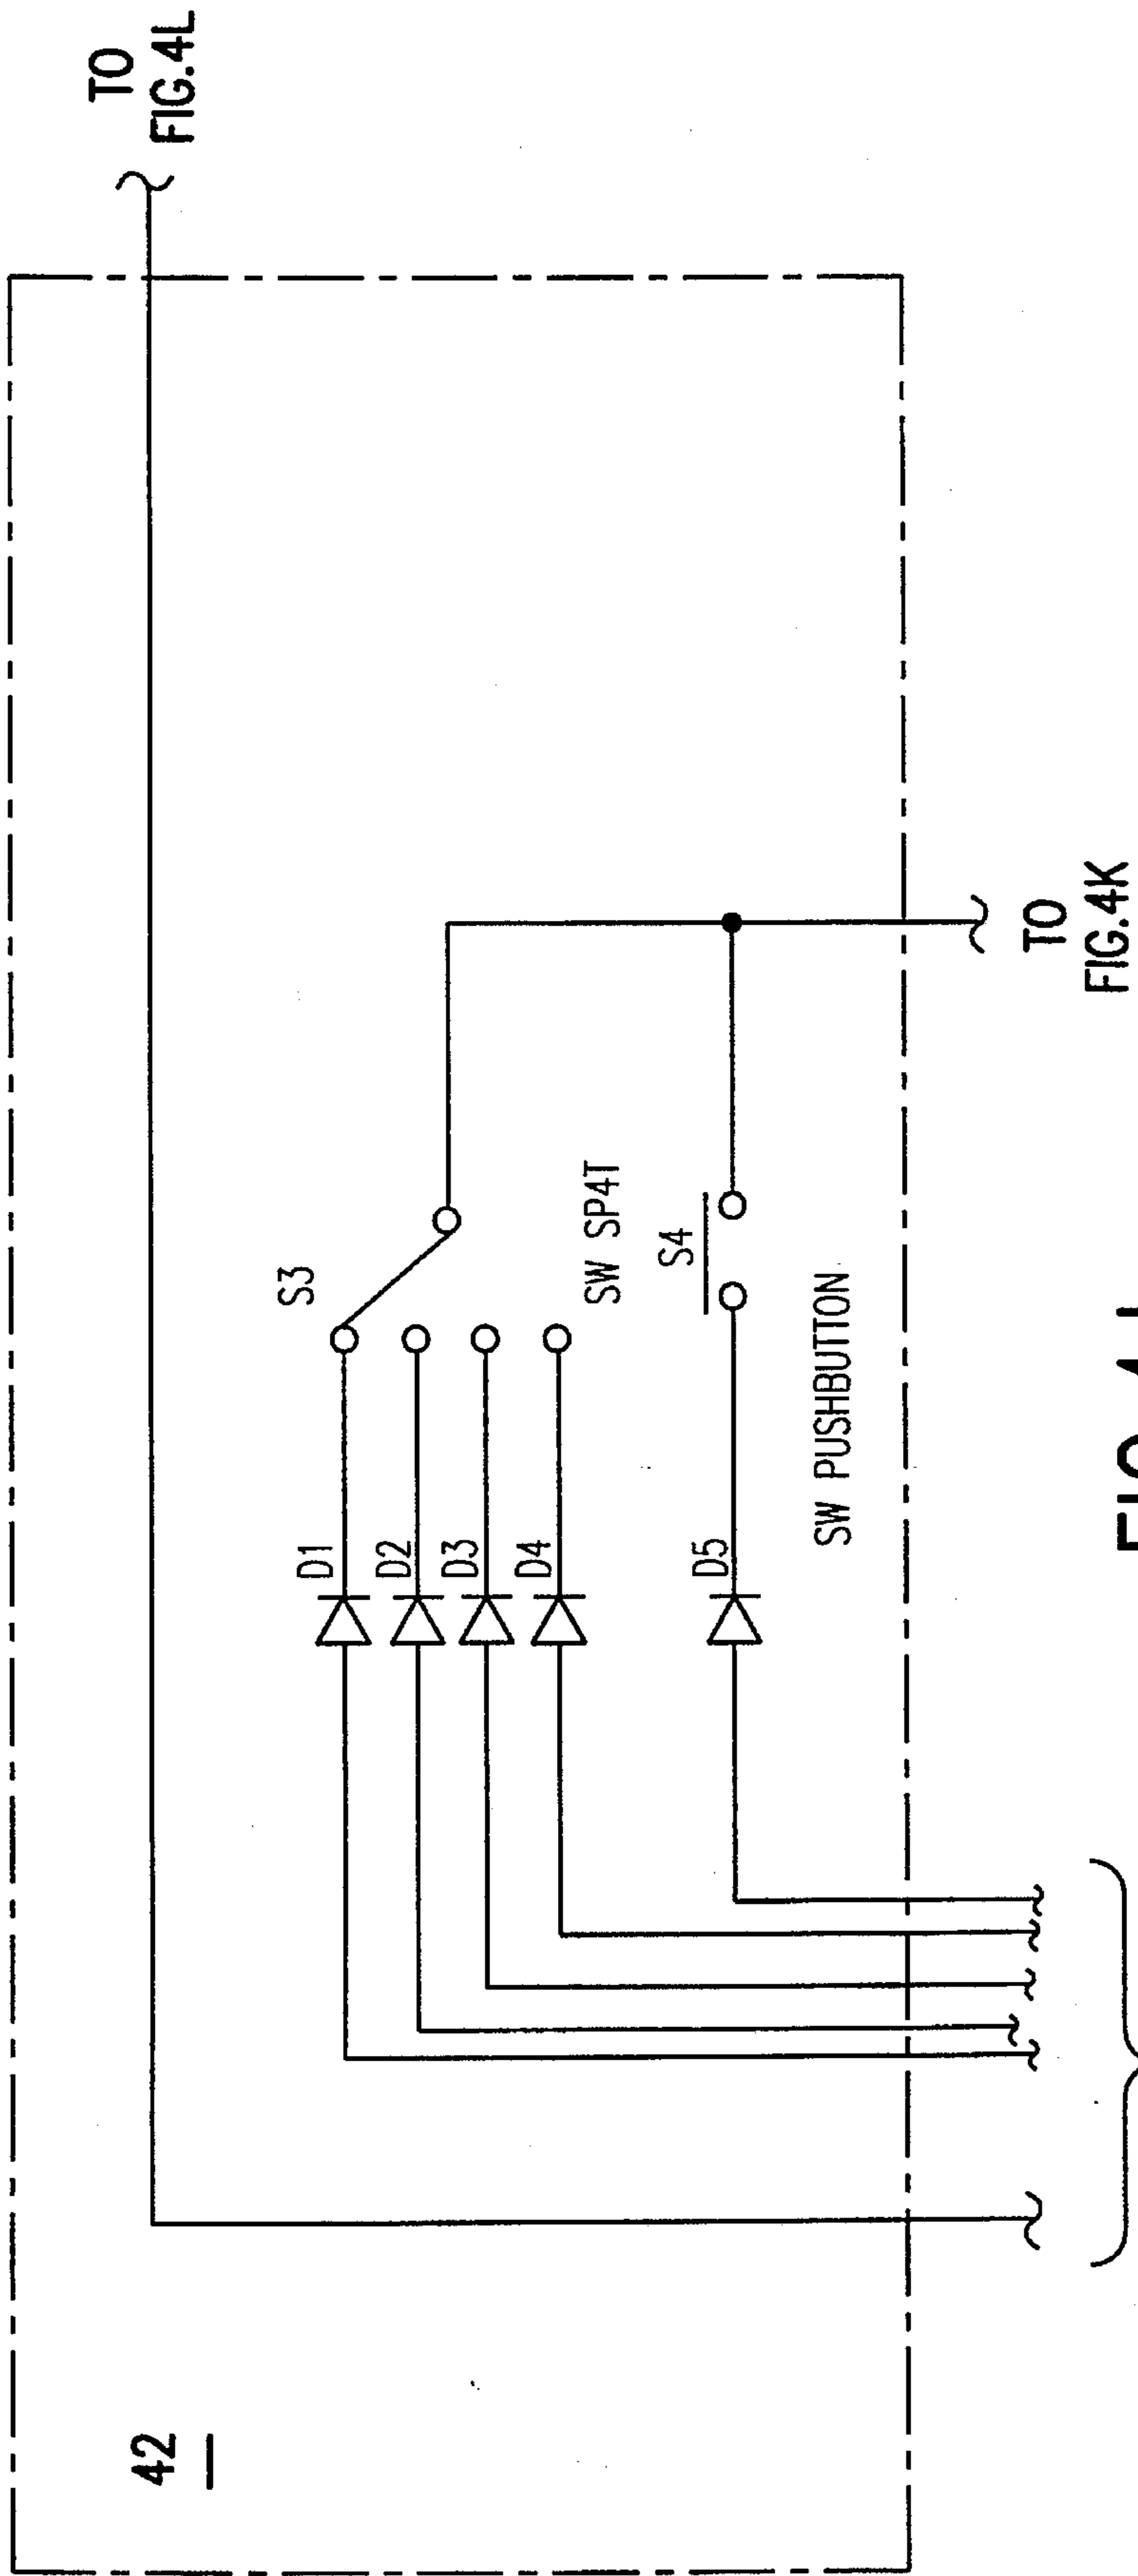 42
TO
FIG.4L
S3
D1
D2
D3
D4
SW SP4T
S4
D5
SW PUSHBUTTON
TO
FIG.4K